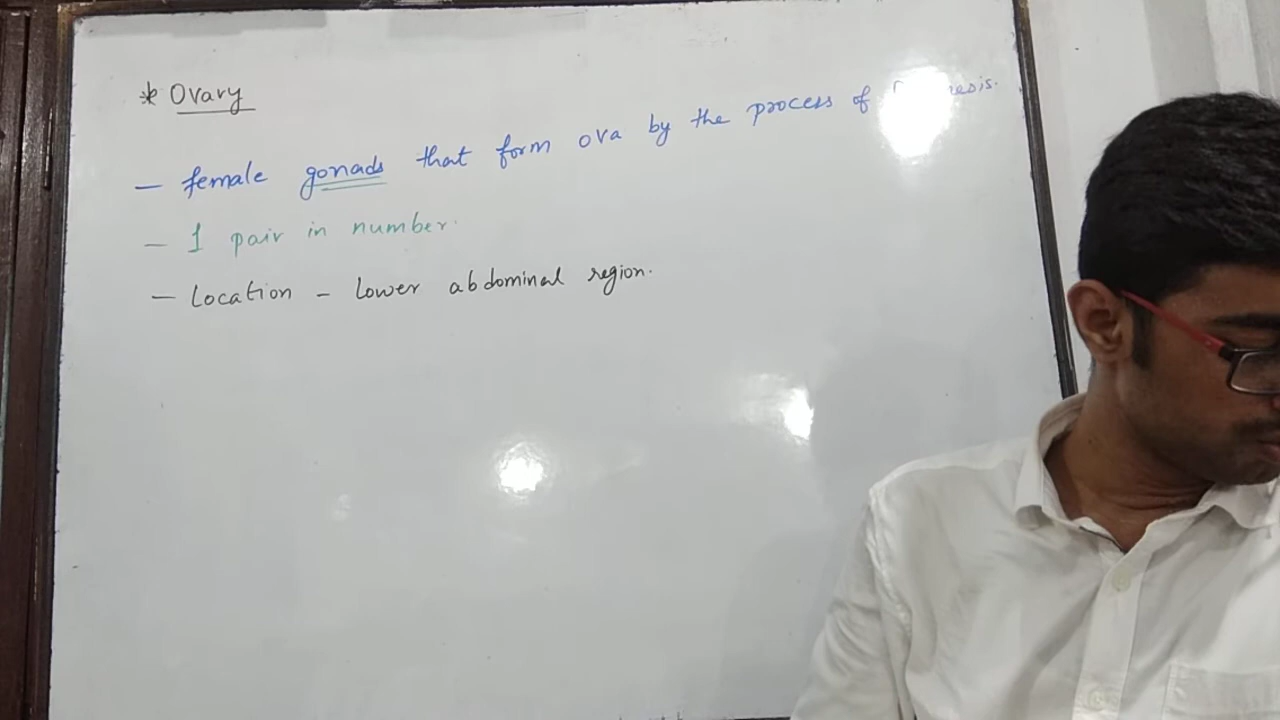 * Ovary
— female gonads that form ova by the process of
— 1 pair in number.
— Location – Lower abdominal region.